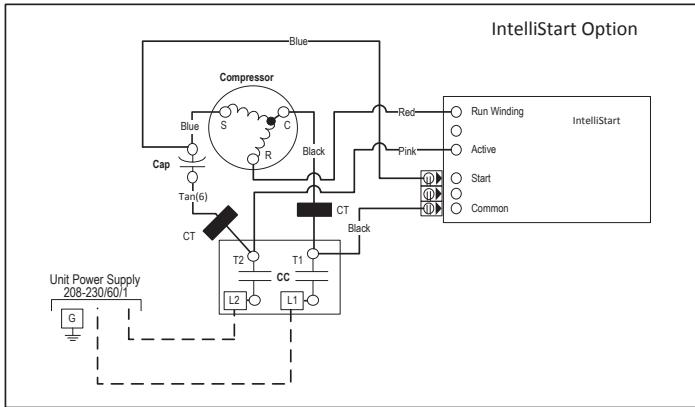 IntelliStart Option
Blue
Compressor
S
C
R
Blue
Cap
Tan(6)
CT
Black
CT
Red
Pink
Black
Run Winding
IntelliStart
Active
Start
Common
T2
CC
T1
L2
L1
Unit Power Supply
208-230/60/1
G